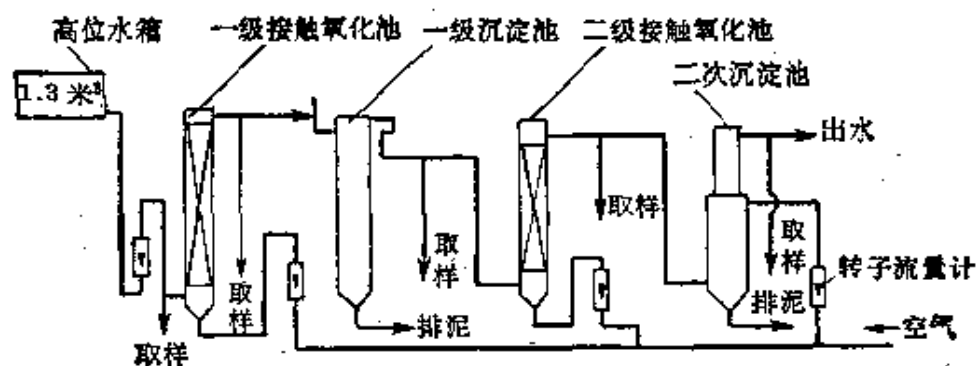 高位水箱
一级接触氧化池
一级沉淀池
二级接触氧化池
二次沉淀池
1.3 米³
出水
取样
取样
取样
取样
取样
转子流量计
排泥
排泥
空气